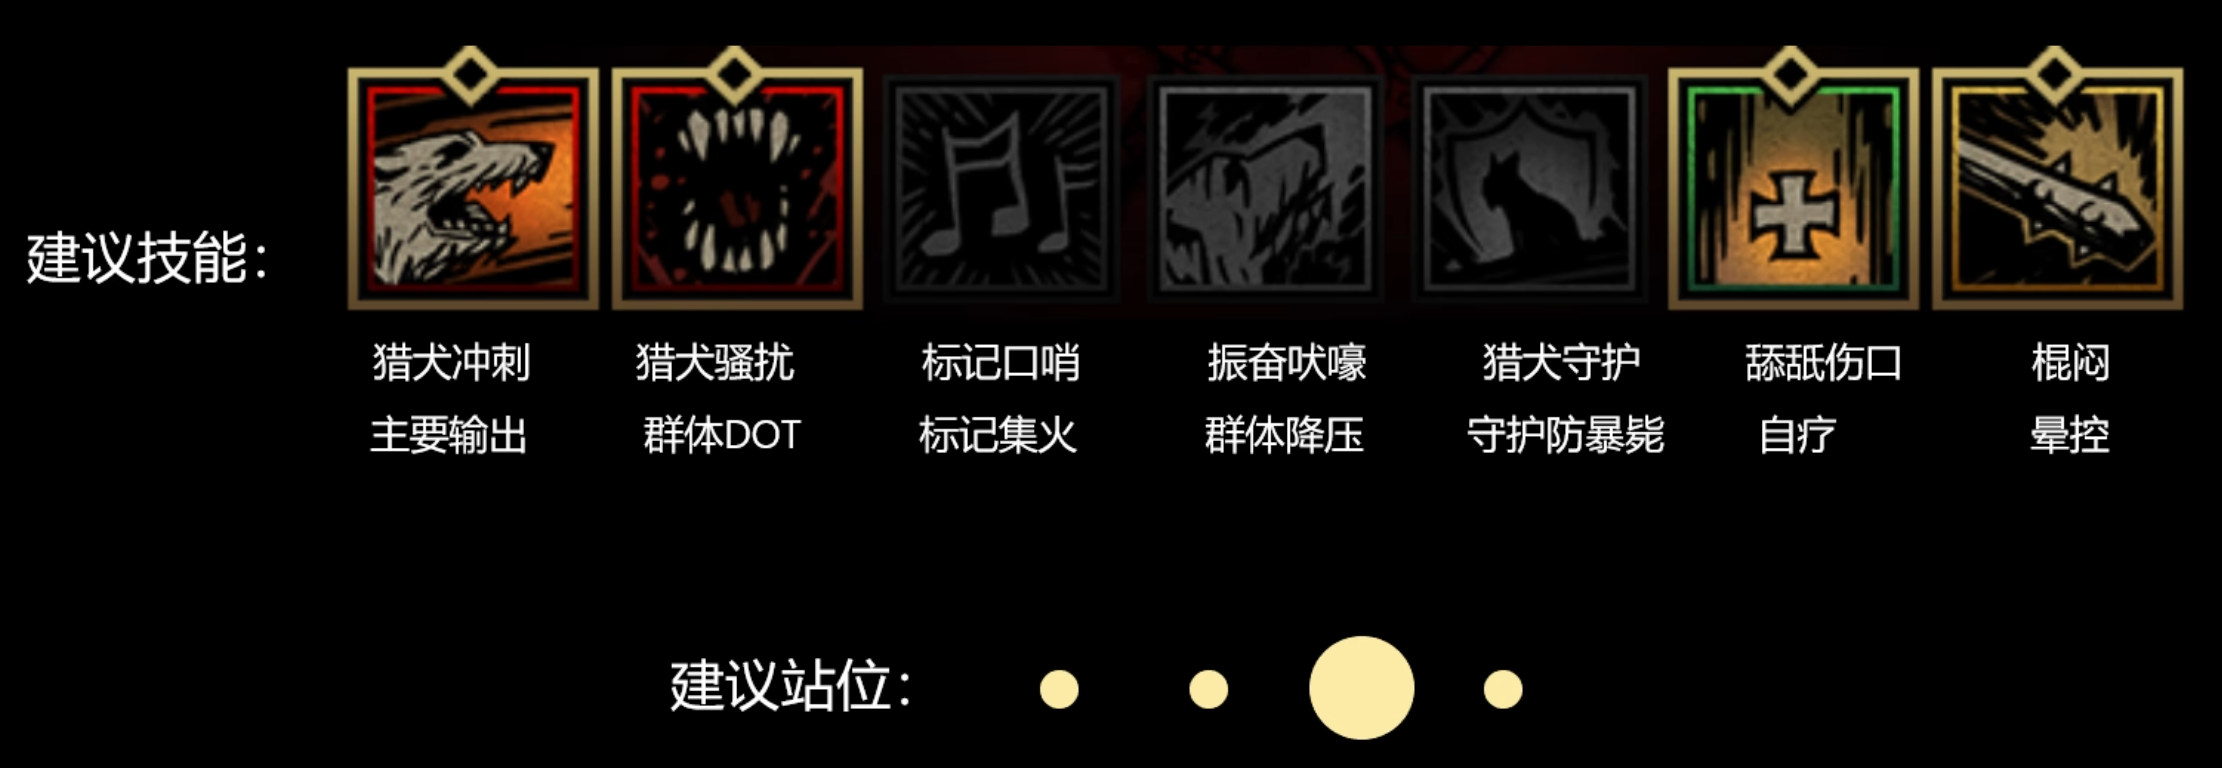 建议技能：
猎犬冲刺 猎犬骚扰 标记口哨 振奋吠嚎 猎犬守护 舔舐伤口 棍闷
主要输出 群体DOT 标记集火 群体降压 守护防暴毙 自疗 晕控
建议站位：